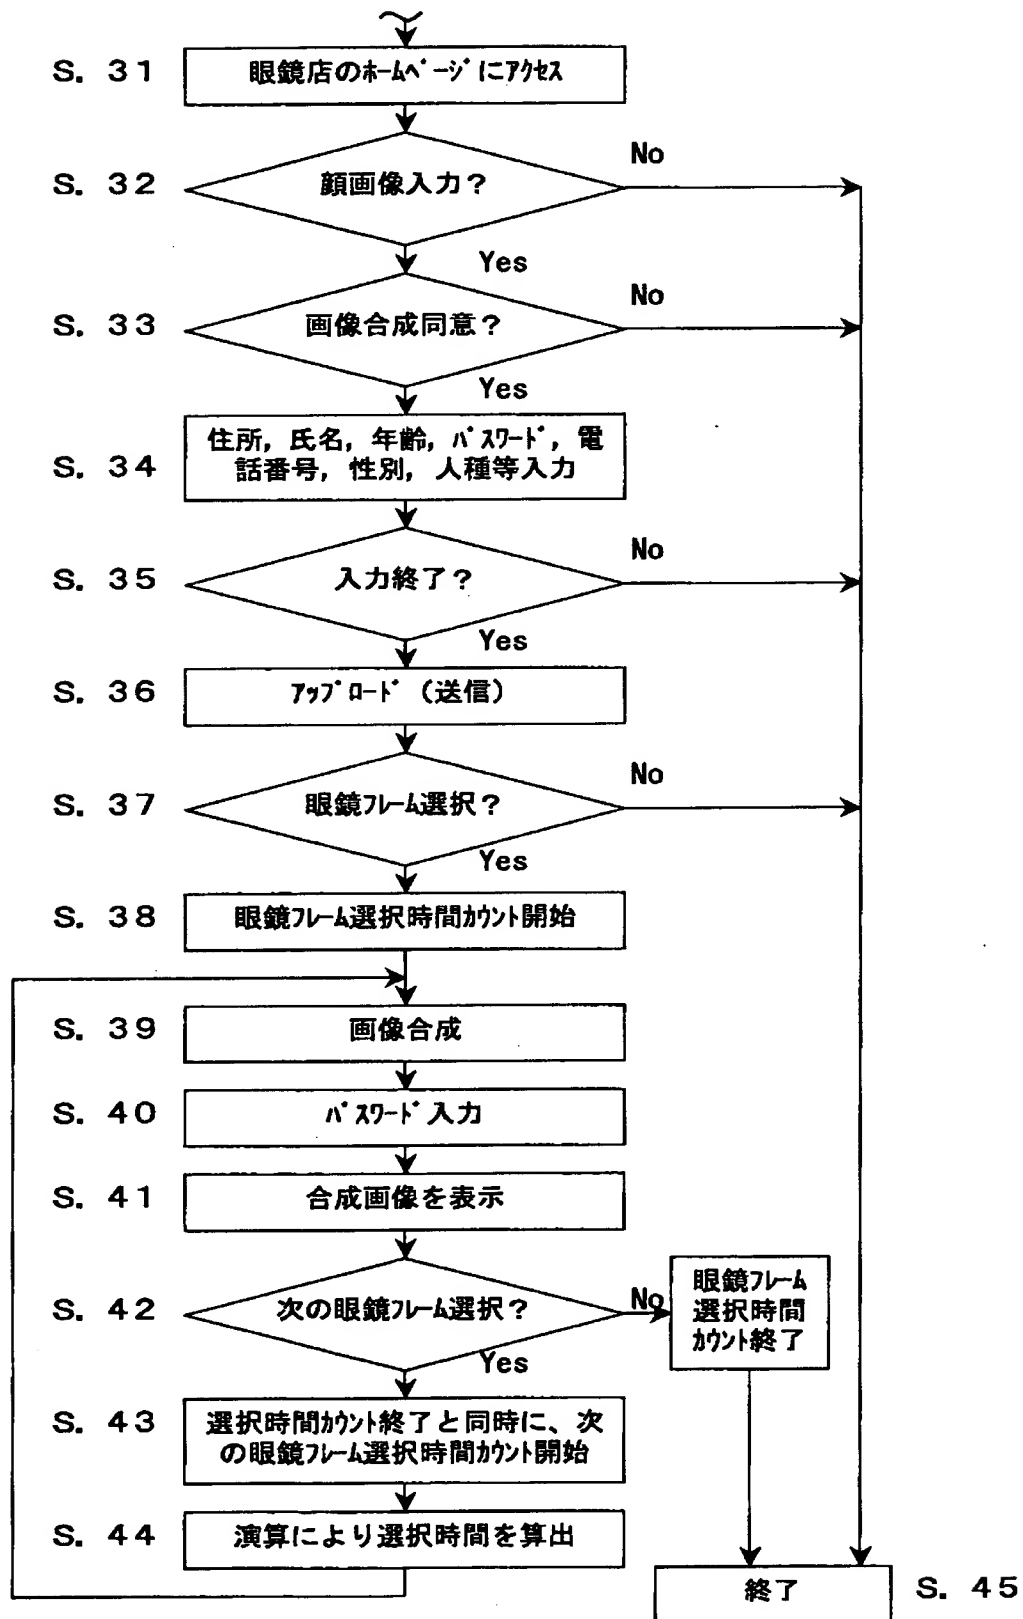 S. 31
眼鏡店のﾎｰﾑﾍﾟｰｼﾞにｱｸｾｽ
S. 32
顔画像入力？
No
Yes
S. 33
画像合成同意？
No
Yes
S. 34
住所，氏名，年齢，ﾊﾟｽﾜｰﾄﾞ，電
話番号，性別，人種等入力
S. 35
入力終了？
No
Yes
S. 36
ｱｯﾌﾟﾛｰﾄﾞ（送信）
S. 37
眼鏡ﾌﾚｰﾑ選択？
No
Yes
S. 38
眼鏡ﾌﾚｰﾑ選択時間ｶｳﾝﾄ開始
S. 39
画像合成
S. 40
ﾊﾟｽﾜｰﾄﾞ入力
S. 41
合成画像を表示
S. 42
次の眼鏡ﾌﾚｰﾑ選択？
No
眼鏡ﾌﾚｰﾑ
選択時間
ｶｳﾝﾄ終了
Yes
S. 43
選択時間ｶｳﾝﾄ終了と同時に、次
の眼鏡ﾌﾚｰﾑ選択時間ｶｳﾝﾄ開始
S. 44
演算により選択時間を算出
終了
S. 45